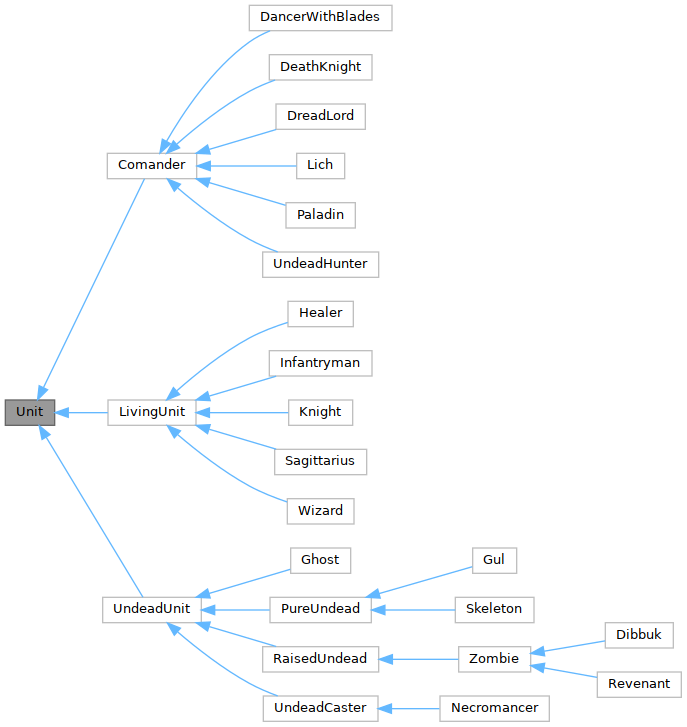 DancerWithBlades
DeathKnight
DreadLord
Comander
Lich
Paladin
UndeadHunter
Healer
Infantryman
Unit
LivingUnit
Knight
Sagittarius
Wizard
Ghost
Gul
UndeadUnit
PureUndead
Skeleton
Dibbuk
RaisedUndead
Zombie
Revenant
UndeadCaster
Necromancer